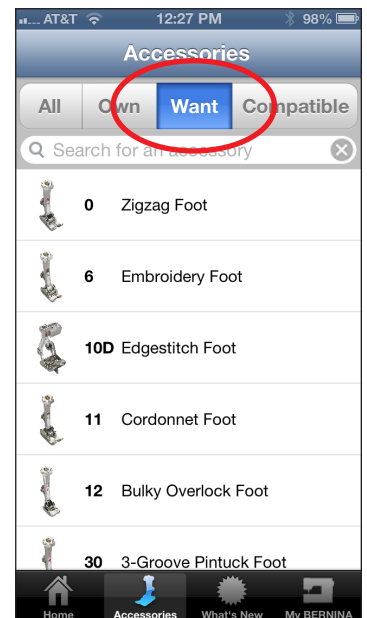 AT&T 12:27 PM 98%
Accessories
All Own Want Compatible
Search for an accessory
0 Zigzag Foot
6 Embroidery Foot
10D Edgestitch Foot
11 Cordonnet Foot
12 Bulky Overlock Foot
30 3-Groove Pintuck Foot
Home Accessories What's New My BERNINA